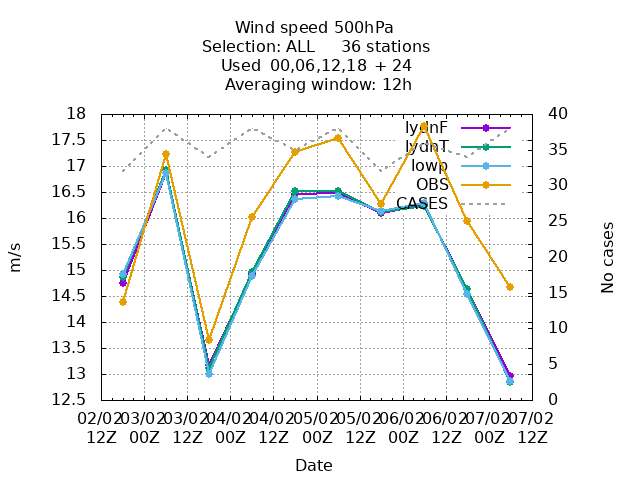 Wind speed 500hPa
Selection: ALL 36 stations
Used 00,06,12,18 + 24
Averaging window: 12h
18
17.5
17
16.5
16
15.5
15
14.5
14
13.5
13
12.5
m/s
40
35
30
25
20
15
10
5
0
No cases
lydnF
lydnT
lowp
OBS
CASES
02/02 03/02 03/02 04/02 04/02 05/02 05/02 06/02 06/02 07/02 07/02
12Z 00Z 12Z 00Z 12Z 00Z 12Z 00Z 12Z 00Z 12Z
Date